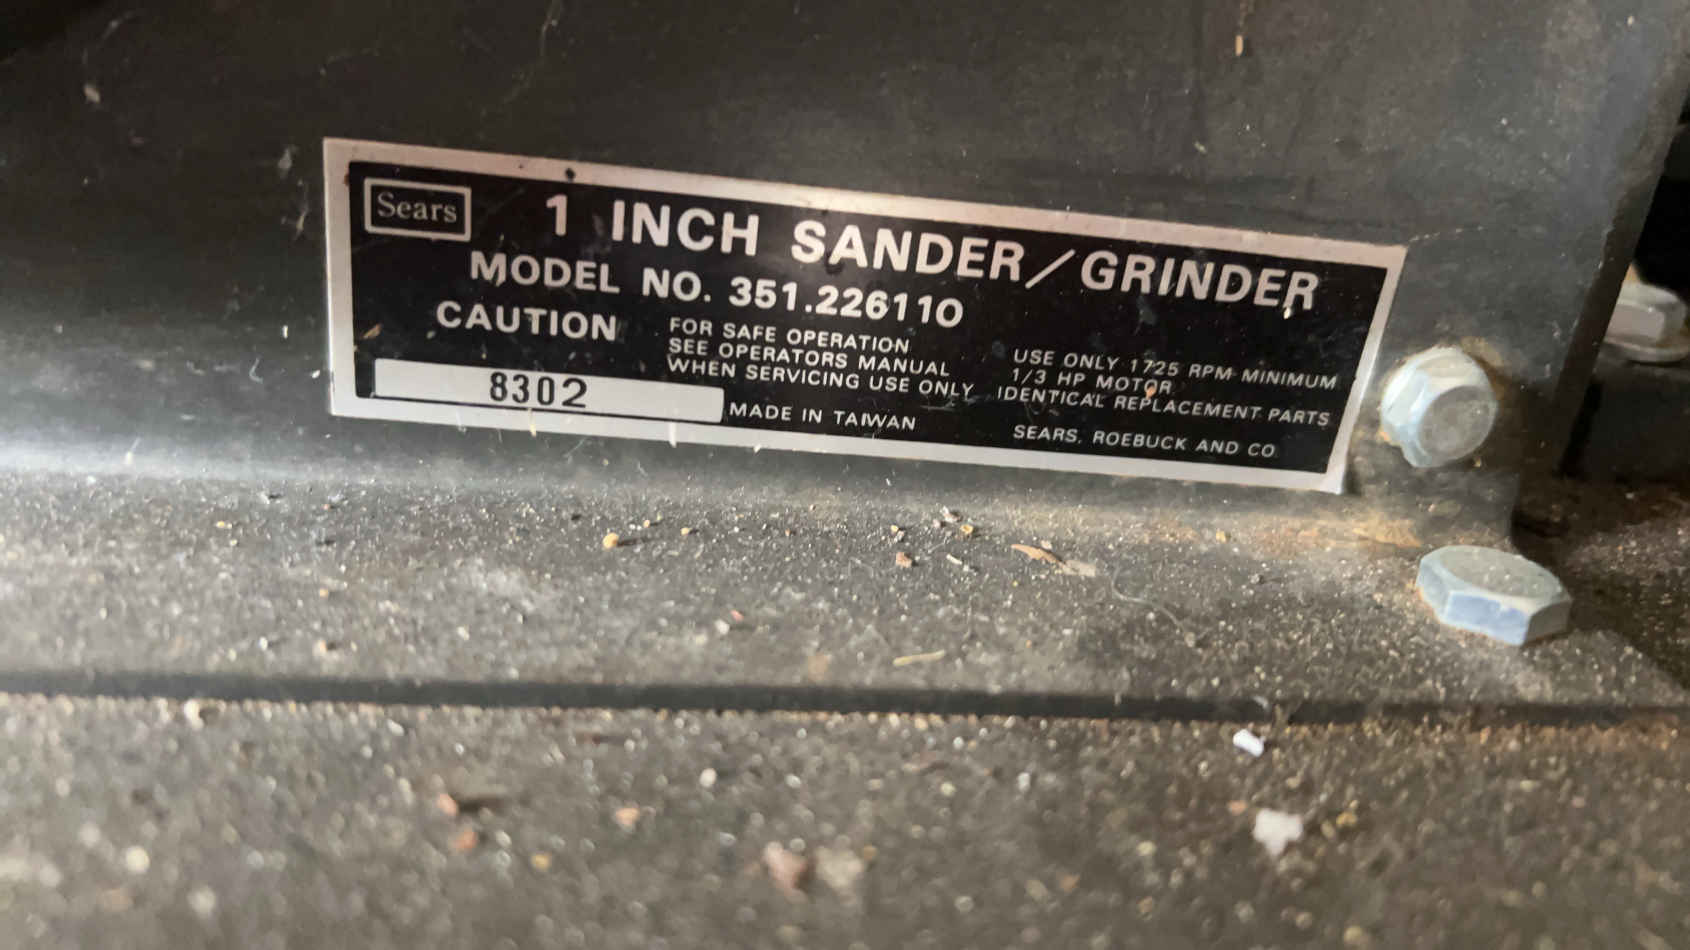 Sears
1 INCH SANDER/GRINDER
MODEL NO. 351.226110
CAUTION
FOR SAFE OPERATION
SEE OPERATORS MANUAL
WHEN SERVICING USE ONLY IDENTICAL REPLACEMENT PARTS
USE ONLY 1725 RPM MINIMUM
1/3 HP MOTOR
8302
MADE IN TAIWAN
SEARS, ROEBUCK AND CO.